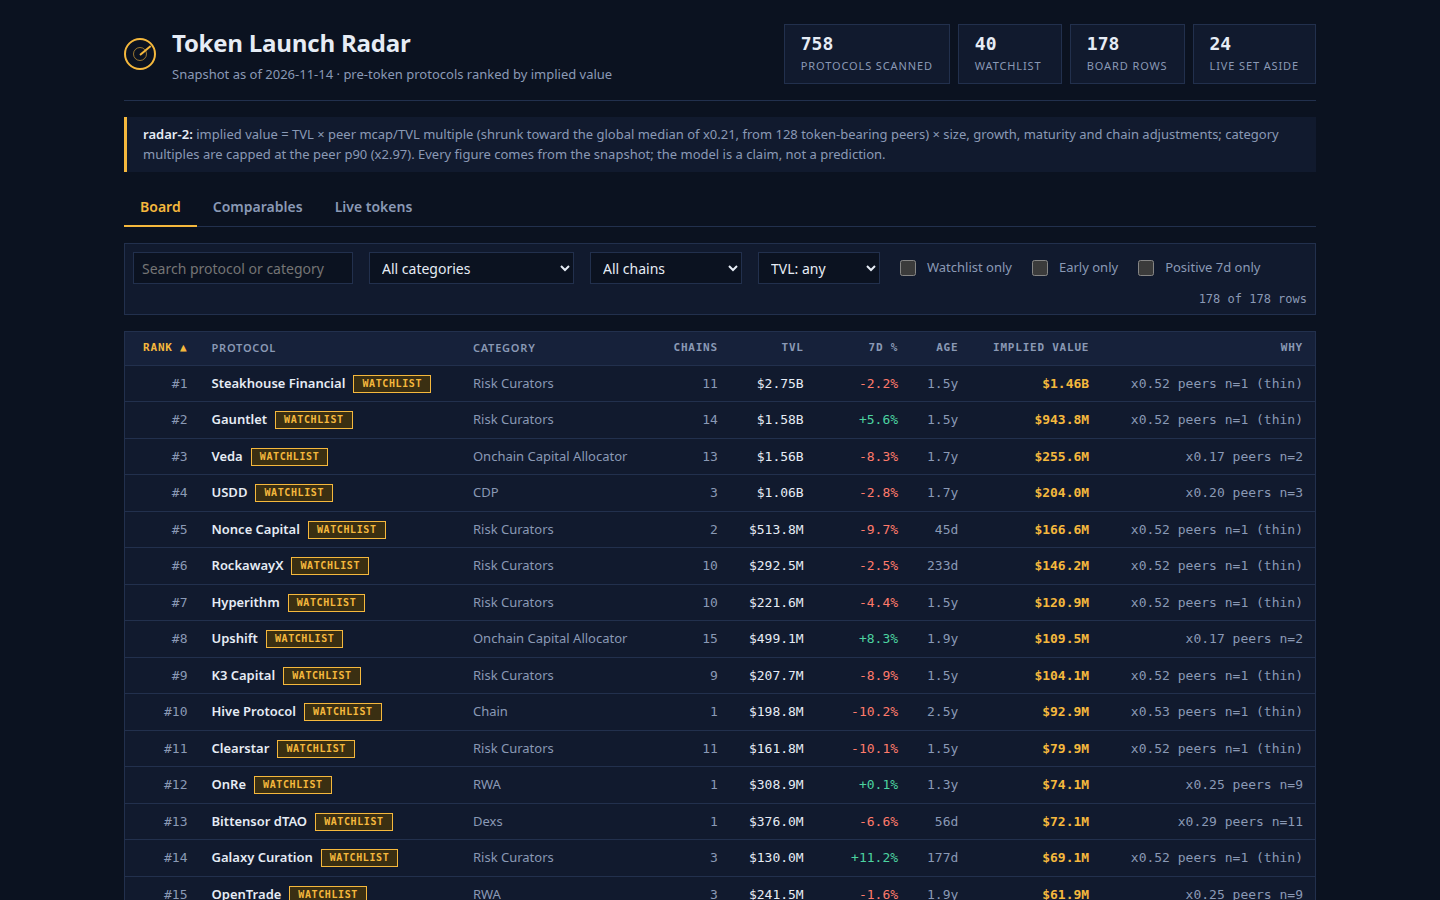 Token Launch Radar
Snapshot as of 2026-11-14 · pre-token protocols ranked by implied value
758
PROTOCOLS SCANNED
40
WATCHLIST
178
BOARD ROWS
24
LIVE SET ASIDE
radar-2: implied value = TVL × peer mcap/TVL multiple (shrunk toward the global median of x0.21, from 128 token-bearing peers) × size, growth, maturity and chain adjustments; category
multiples are capped at the peer p90 (x2.97). Every figure comes from the snapshot; the model is a claim, not a prediction.
Board Comparables Live tokens
Search protocol or category All categories All chains TVL: any Watchlist only Early only Positive 7d only
178 of 178 rows
RANK ▲ PROTOCOL CATEGORY CHAINS TVL 7D % AGE IMPLIED VALUE WHY
#1 Steakhouse Financial WATCHLIST Risk Curators 11 $2.75B -2.2% 1.5y $1.46B x0.52 peers n=1 (thin)
#2 Gauntlet WATCHLIST Risk Curators 14 $1.58B +5.6% 1.5y $943.8M x0.52 peers n=1 (thin)
#3 Veda WATCHLIST Onchain Capital Allocator 13 $1.56B -8.3% 1.7y $255.6M x0.17 peers n=2
#4 USDD WATCHLIST CDP 3 $1.06B -2.8% 1.7y $204.0M x0.20 peers n=3
#5 Nonce Capital WATCHLIST Risk Curators 2 $513.8M -9.7% 45d $166.6M x0.52 peers n=1 (thin)
#6 RockawayX WATCHLIST Risk Curators 10 $292.5M -2.5% 233d $146.2M x0.52 peers n=1 (thin)
#7 Hyperithm WATCHLIST Risk Curators 10 $221.6M -4.4% 1.5y $120.9M x0.52 peers n=1 (thin)
#8 Upshift WATCHLIST Onchain Capital Allocator 15 $499.1M +8.3% 1.9y $109.5M x0.17 peers n=2
#9 K3 Capital WATCHLIST Risk Curators 9 $207.7M -8.9% 1.5y $104.1M x0.52 peers n=1 (thin)
#10 Hive Protocol WATCHLIST Chain 1 $198.8M -10.2% 2.5y $92.9M x0.53 peers n=1 (thin)
#11 Clearstar WATCHLIST Risk Curators 11 $161.8M -10.1% 1.5y $79.9M x0.52 peers n=1 (thin)
#12 OnRe WATCHLIST RWA 1 $308.9M +0.1% 1.3y $74.1M x0.25 peers n=9
#13 Bittensor dTAO WATCHLIST Dexs 1 $376.0M -6.6% 56d $72.1M x0.29 peers n=11
#14 Galaxy Curation WATCHLIST Risk Curators 3 $130.0M +11.2% 177d $69.1M x0.52 peers n=1 (thin)
#15 OpenTrade WATCHLIST RWA 3 $241.5M -1.6% 1.9y $61.9M x0.25 peers n=9